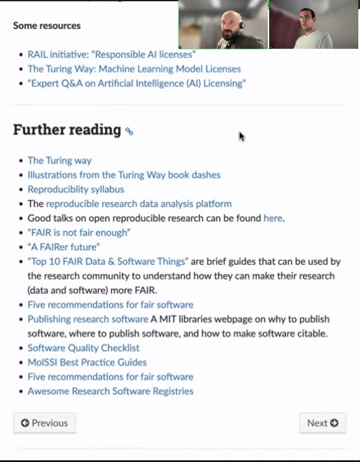 Some resources
RAIL initiative: "Responsible AI licenses"
The Turing Way: Machine Learning Model Licenses
"Expert Q&A on Artificial Intelligence (AI) Licensing"
Further reading
The Turing way
Illustrations from the Turing Way book dashes
Reproduciblity syllabus
The reproducible research data analysis platform
Good talks on open reproducible research can be found here.
"FAIR is not fair enough"
"A FAIRer future"
"Top 10 FAIR Data & Software Things" are brief guides that can be used by
the research community to understand how they can make their research
(data and software) more FAIR.
Five recommendations for fair software
Publishing research software A MIT libraries webpage on why to publish
software, where to publish software, and how to make software citable.
Software Quality Checklist
MolSSI Best Practice Guides
Five recommendations for fair software
Awesome Research Software Registries
Previous
Next